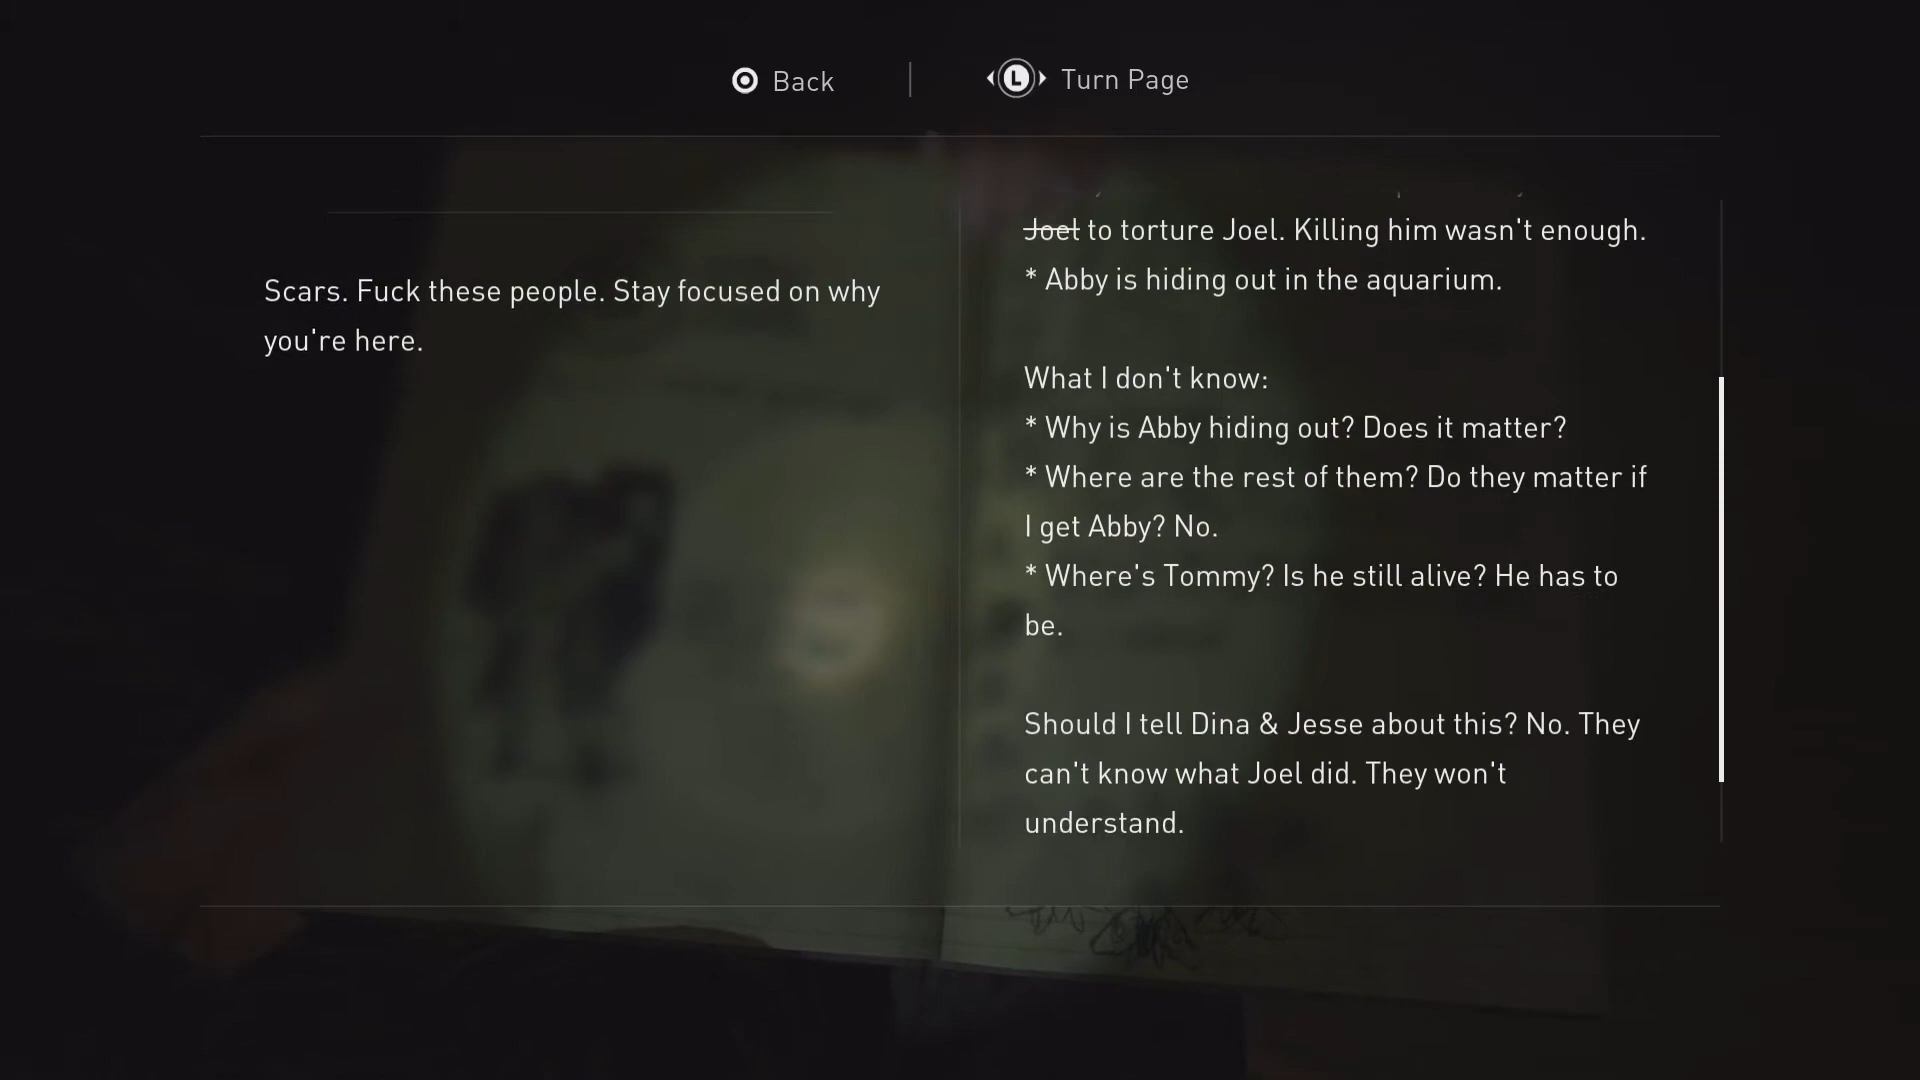 Back
L Turn Page
Scars. Fuck these people. Stay focused on why
you're here.
Joel to torture Joel. Killing him wasn't enough.
* Abby is hiding out in the aquarium.
What I don't know:
* Why is Abby hiding out? Does it matter?
* Where are the rest of them? Do they matter if
I get Abby? No.
* Where's Tommy? Is he still alive? He has to
be.
Should I tell Dina & Jesse about this? No. They
can't know what Joel did. They won't
understand.